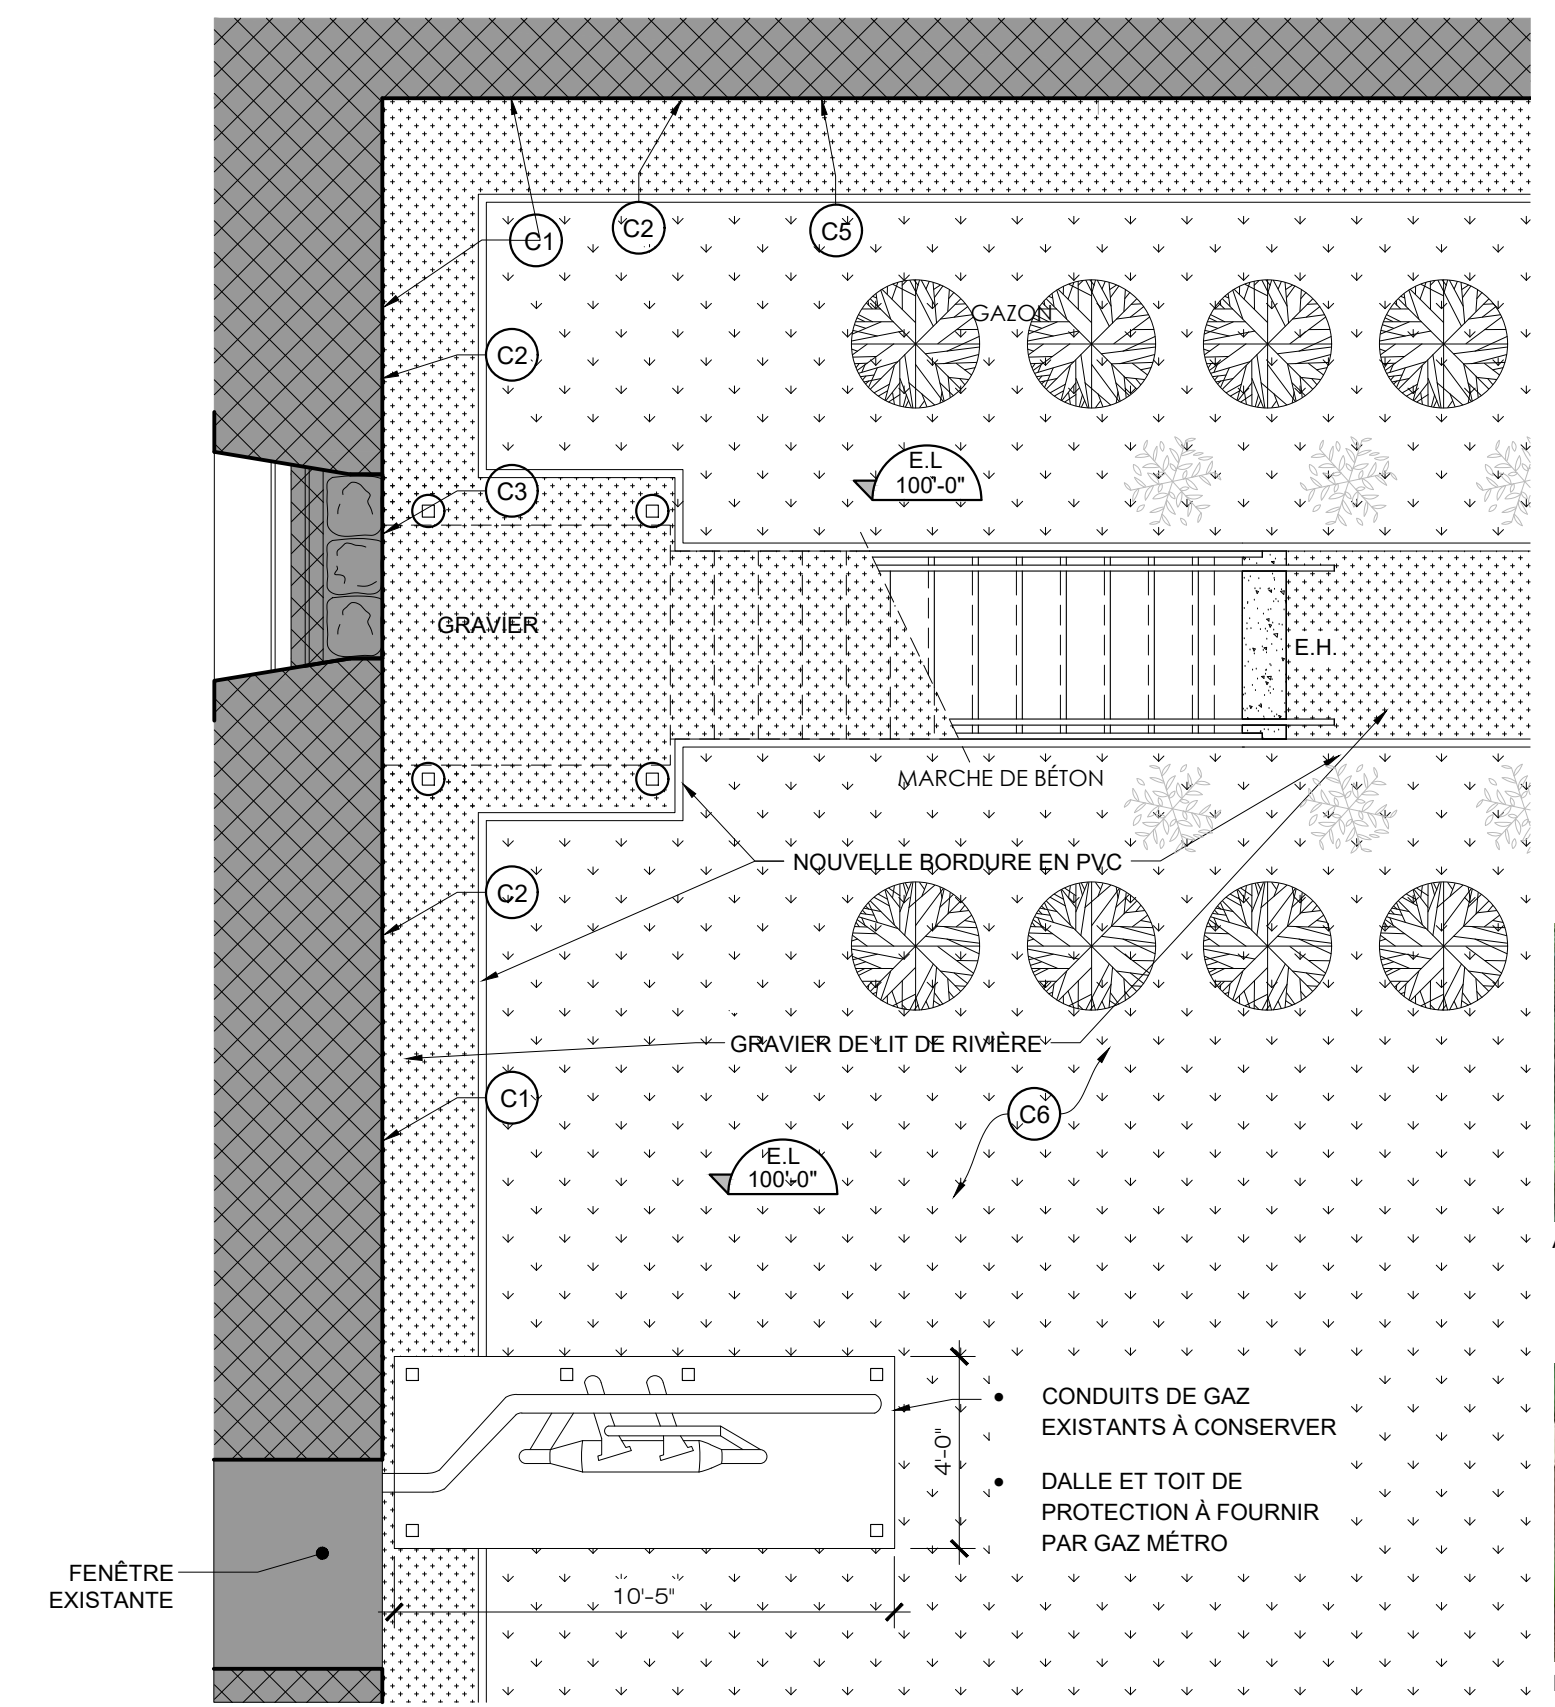 C1
C2
C5
GAZON
C2
E.L
100'-0"
C3
GRAVIER
E.H.
MARCHE DE BÉTON
NOUVELLE BORDURE EN PVC
C2
GRAVIER DE LIT DE RIVIÈRE
C1
C6
E.L
100'-0"
• CONDUITS DE GAZ
EXISTANTS À CONSERVER
4'-0"
• DALLE ET TOIT DE
PROTECTION À FOURNIR
PAR GAZ MÉTRO
FENÊTRE
EXISTANTE
10'-5"